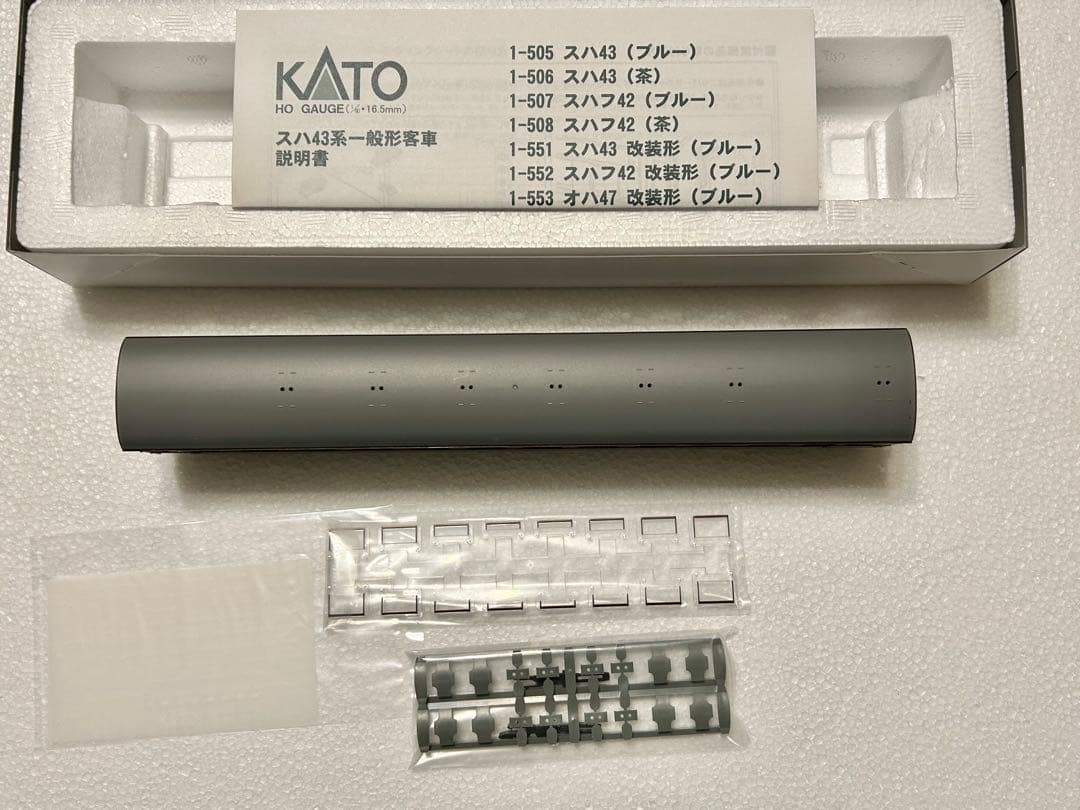 KATO
HO GAUGE(1/80・16.5mm)
スハ43系一般形客車
説明書
1-505 スハ43（ブルー）
1-506 スハ43（茶）
1-507 スハフ42（ブルー）
1-508 スハフ42（茶）
1-551 スハ43 改装形（ブルー）
1-552 スハフ42 改装形（ブルー）
1-553 オハ47 改装形（ブルー）